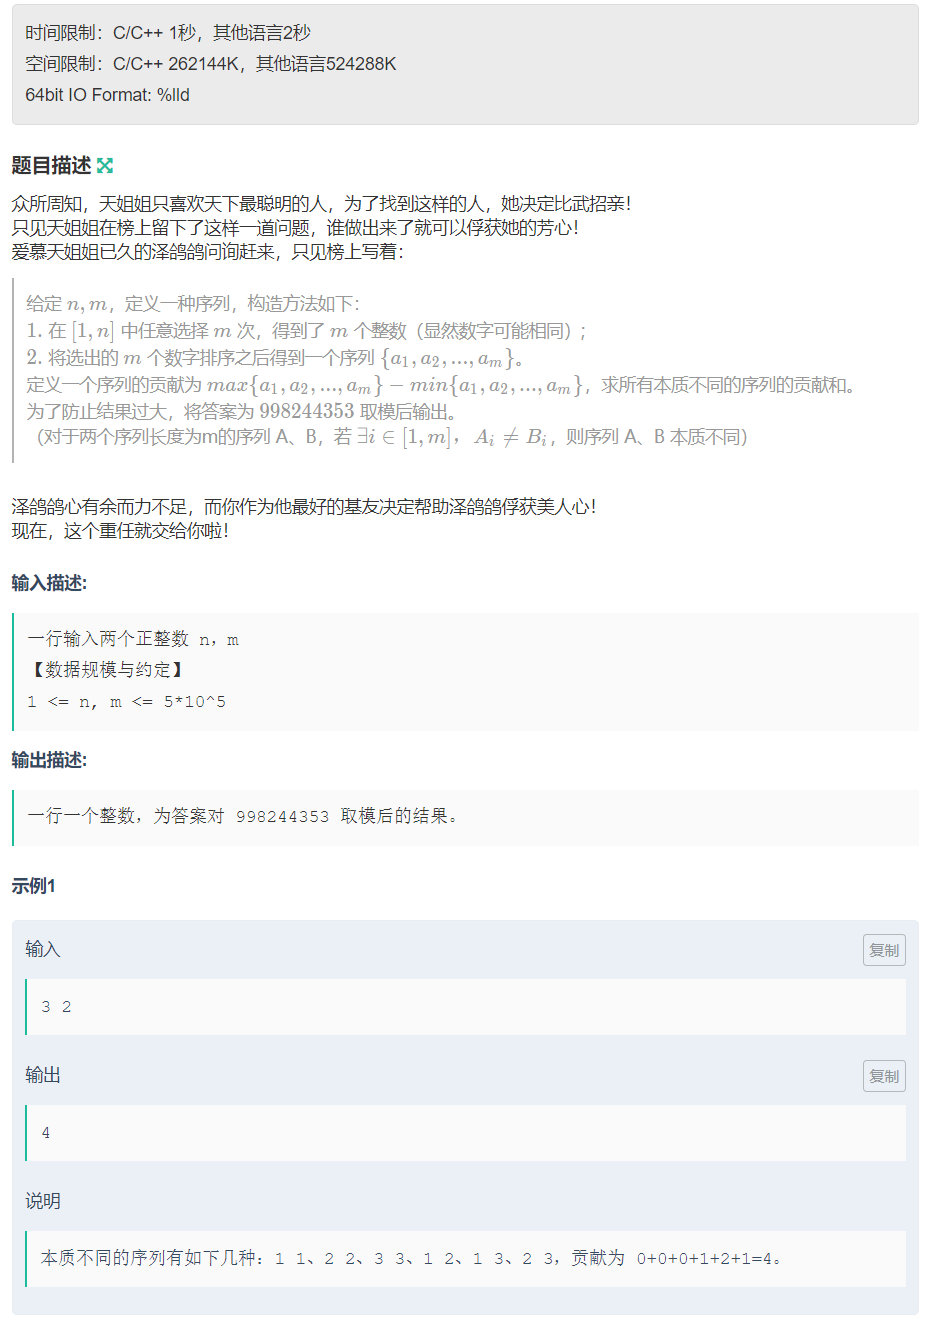 时间限制：C/C++ 1秒，其他语言2秒
空间限制：C/C++ 262144K，其他语言524288K
64bit IO Format: %lld
题目描述
众所周知，天姐姐只喜欢天下最聪明的人，为了找到这样的人，她决定比武招亲！
只见天姐姐在榜上留下了这样一道问题，谁做出来了就可以俘获她的芳心！
爱慕天姐姐已久的泽鸽鸽问询赶来，只见榜上写着：
给定 n, m，定义一种序列，构造方法如下：
1. 在 [1, n] 中任意选择 m 次，得到了 m 个整数（显然数字可能相同）；
2. 将选出的 m 个数字排序之后得到一个序列 {a₁, a₂, ..., aₘ}。
定义一个序列的贡献为 max{a₁, a₂, ..., aₘ} − min{a₁, a₂, ..., aₘ}，求所有本质不同的序列的贡献和。
为了防止结果过大，将答案为 998244353 取模后输出。
（对于两个序列长度为m的序列 A、B，若 ∃i ∈ [1, m]， Aᵢ ≠ Bᵢ，则序列 A、B 本质不同）
泽鸽鸽心有余而力不足，而你作为他最好的基友决定帮助泽鸽鸽俘获美人心！
现在，这个重任就交给你啦！
输入描述:
一行输入两个正整数 n，m
【数据规模与约定】
1 <= n, m <= 5*10^5
输出描述:
一行一个整数，为答案对 998244353 取模后的结果。
示例1
输入
复制
3 2
输出
复制
4
说明
本质不同的序列有如下几种：1 1、2 2、3 3、1 2、1 3、2 3，贡献为 0+0+0+1+2+1=4。